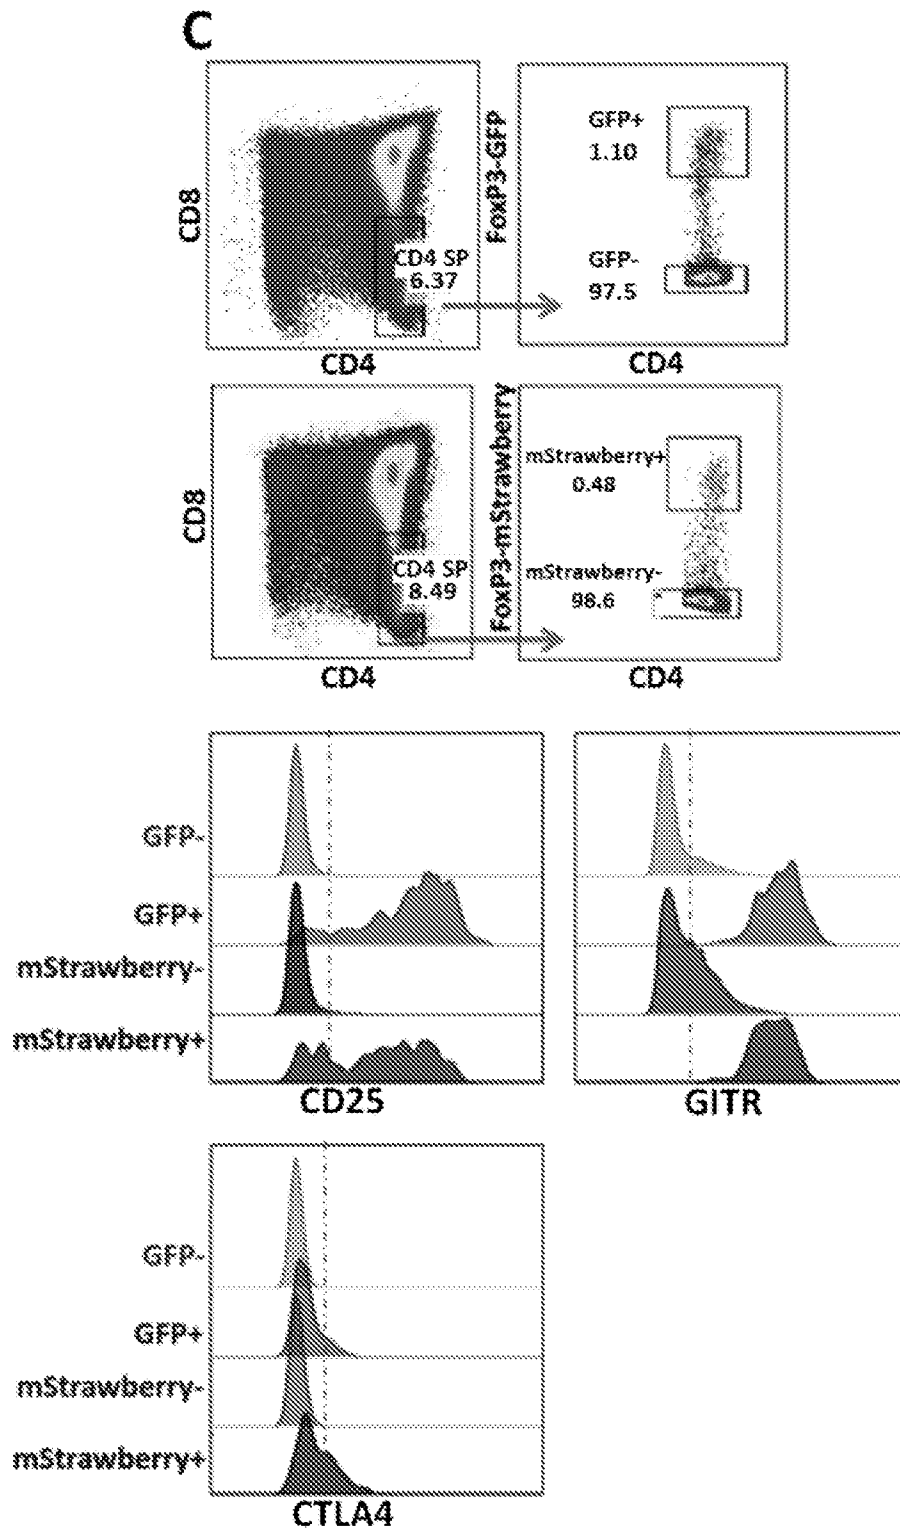 C
CD8
CD4 SP
6.37
CD4
FoxP3-GFP
GFP+
1.10
GFP-
97.5
CD4
CD8
CD4 SP
8.49
CD4
FoxP3-mStrawberry
mStrawberry+
0.48
mStrawberry-
98.6
CD4
GFP-
GFP+
mStrawberry-
mStrawberry+
CD25
GITR
GFP-
GFP+
mStrawberry-
mStrawberry+
CTLA4